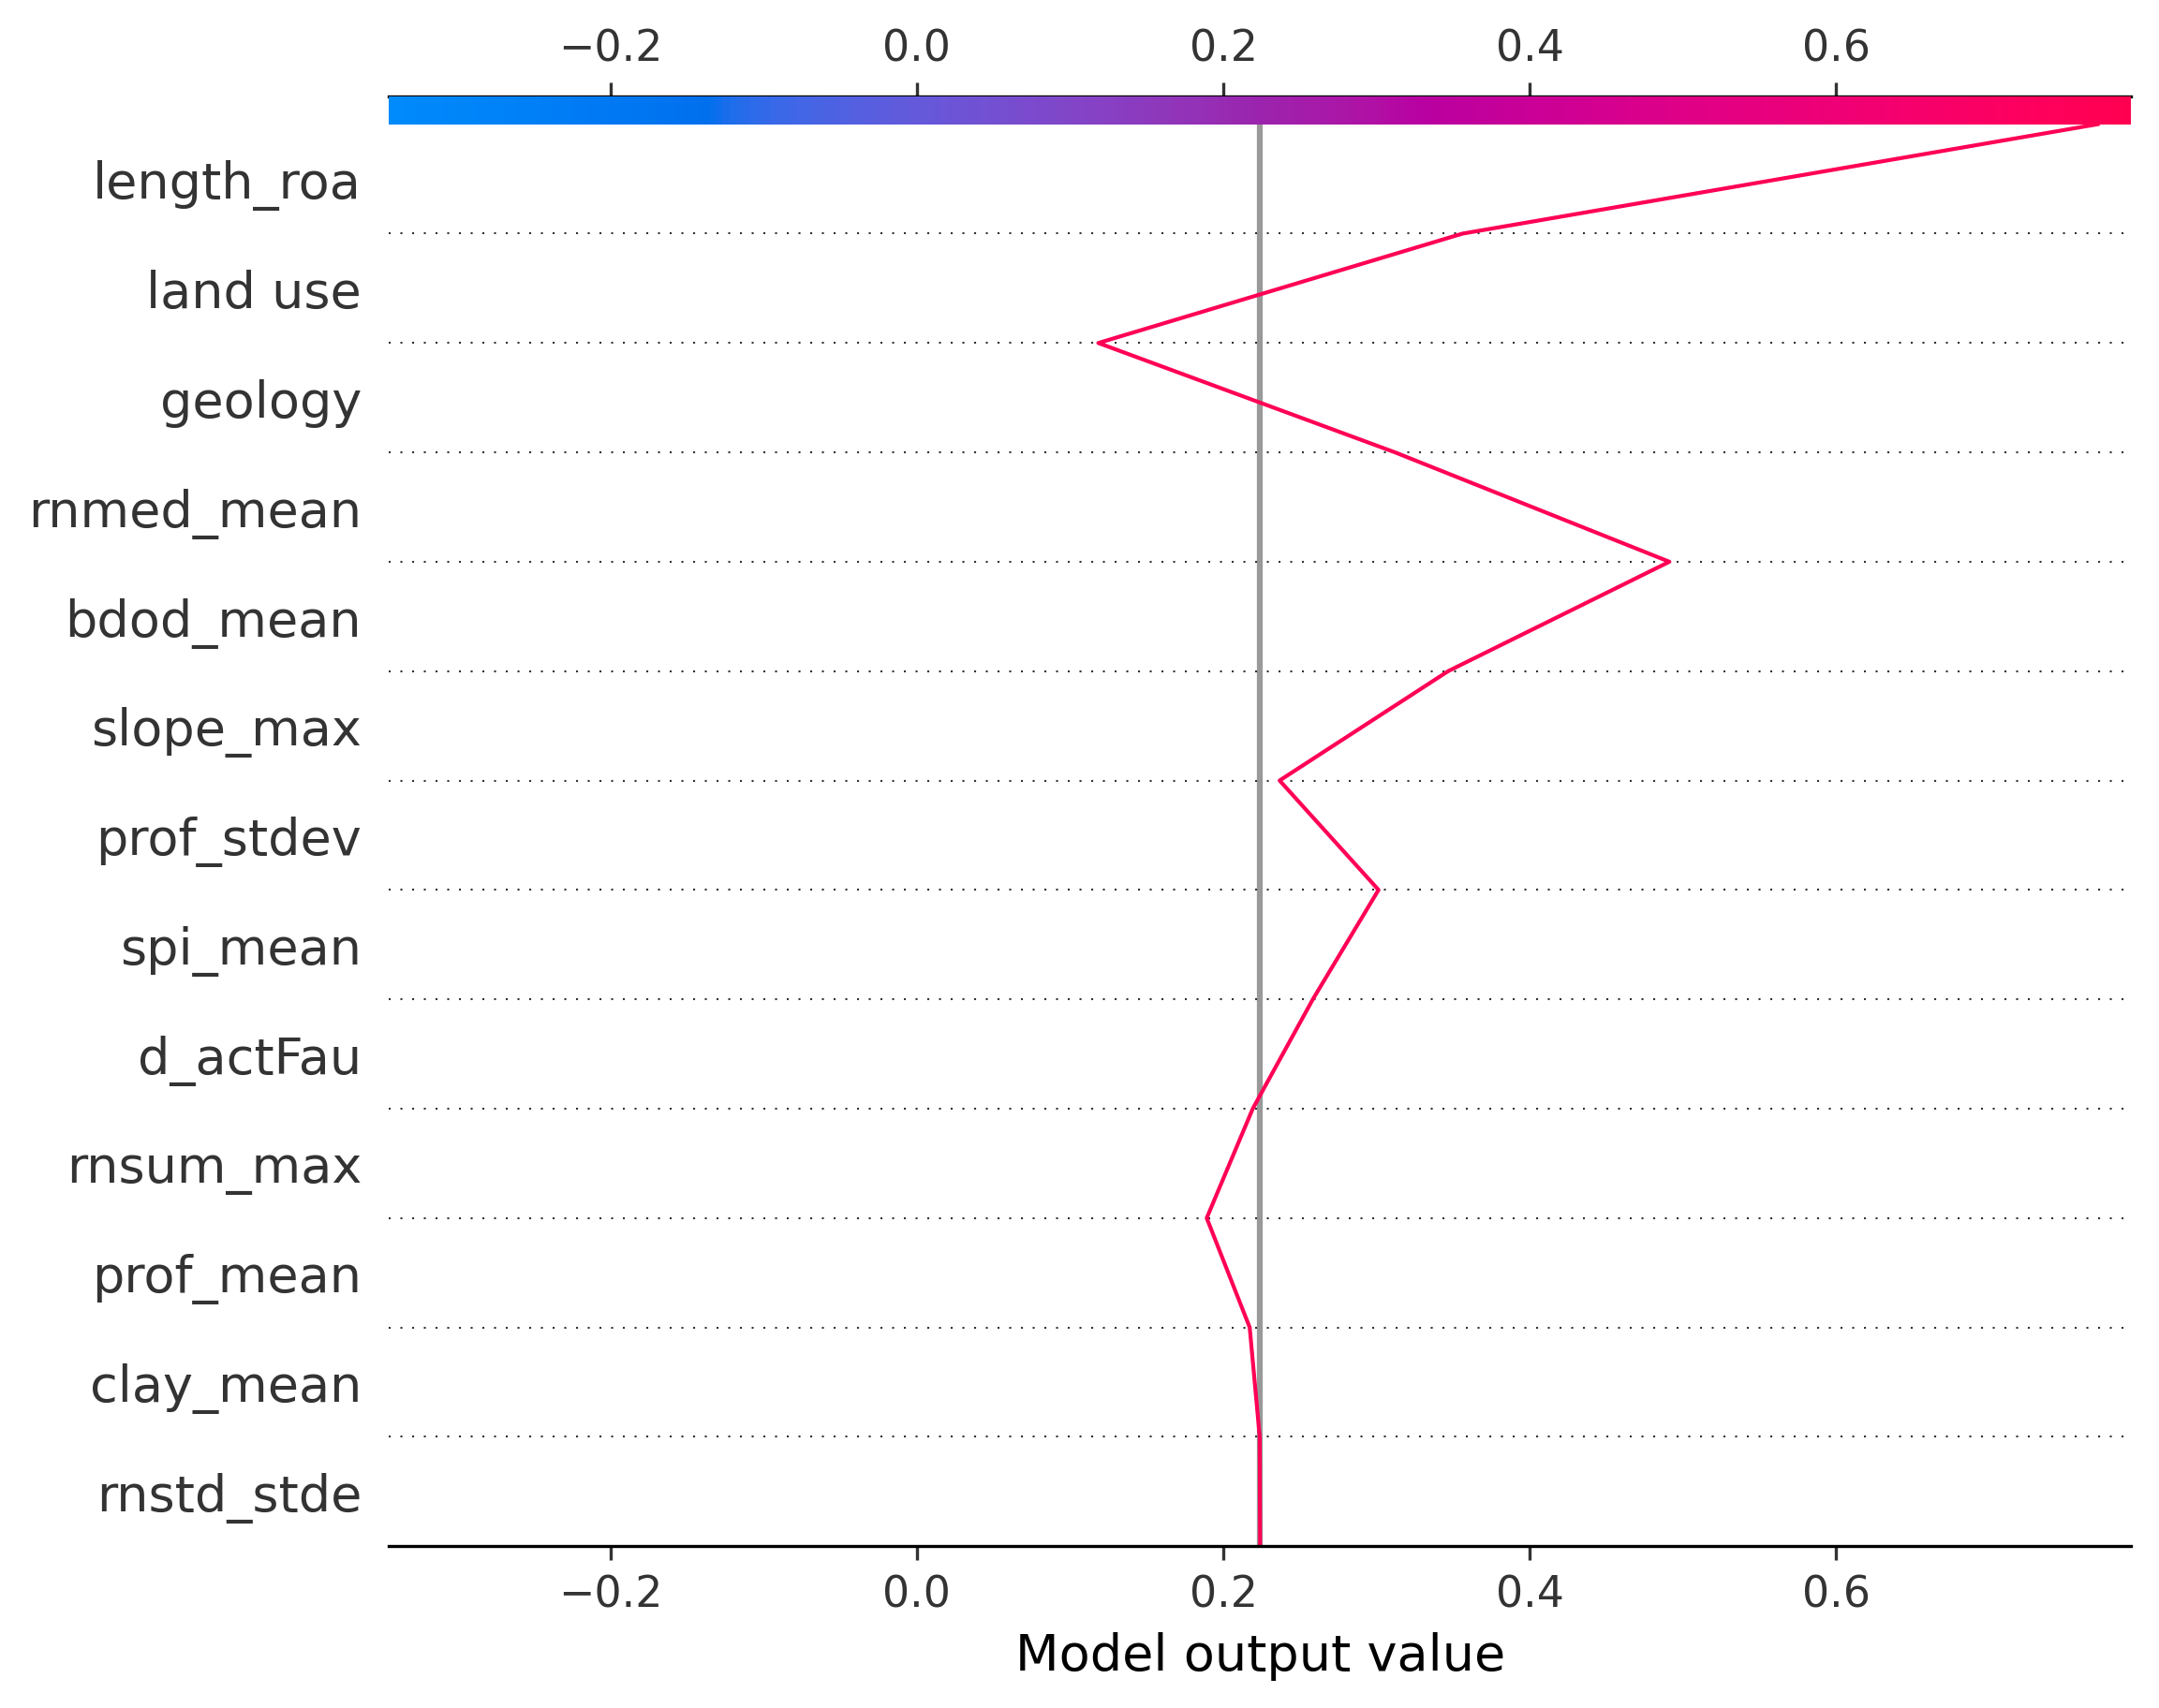 −0.2 0.0 0.2 0.4 0.6
length_roa
land use
geology
rnmed_mean
bdod_mean
slope_max
prof_stdev
spi_mean
d_actFau
rnsum_max
prof_mean
clay_mean
rnstd_stde
−0.2 0.0 0.2 0.4 0.6
Model output value